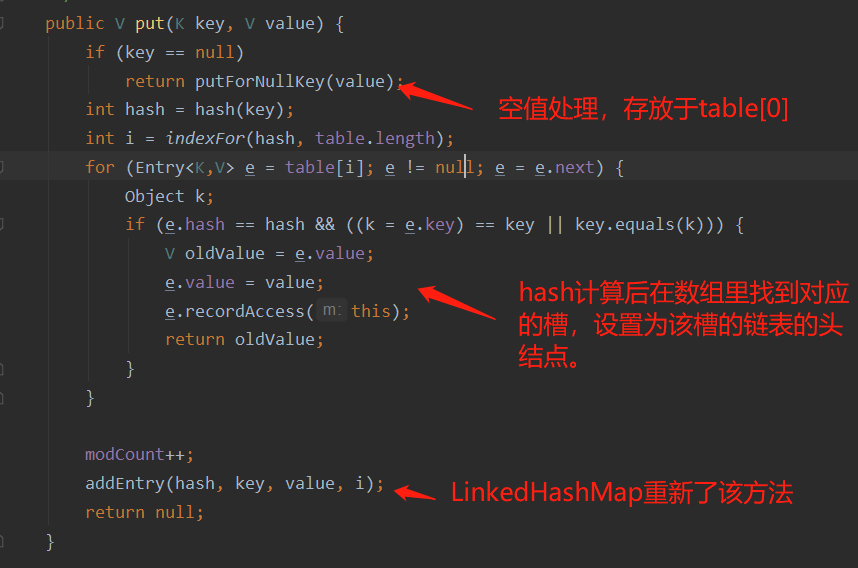 public V put(K key, V value) {
if (key == null)
return putForNullKey(value);
空值处理，存放于table[0]
int hash = hash(key);
int i = indexFor(hash, table.length);
for (Entry<K,V> e = table[i]; e != null; e = e.next) {
Object k;
if (e.hash == hash && ((k = e.key) == key || key.equals(k))) {
V oldValue = e.value;
e.value = value;
e.recordAccess( m: this);
return oldValue;
hash计算后在数组里找到对应
的槽，设置为该槽的链表的头
结点。
}
}
modCount++;
addEntry(hash, key, value, i);
LinkedHashMap重新了该方法
return null;
}